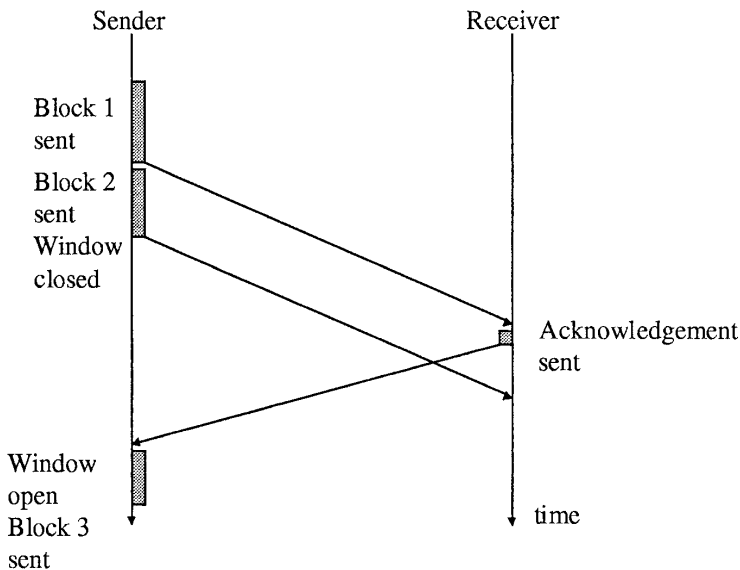 Sender
Receiver
Block 1
sent
Block 2
sent
Window
closed
Acknowledgement
sent
Window
open
Block 3
sent
time